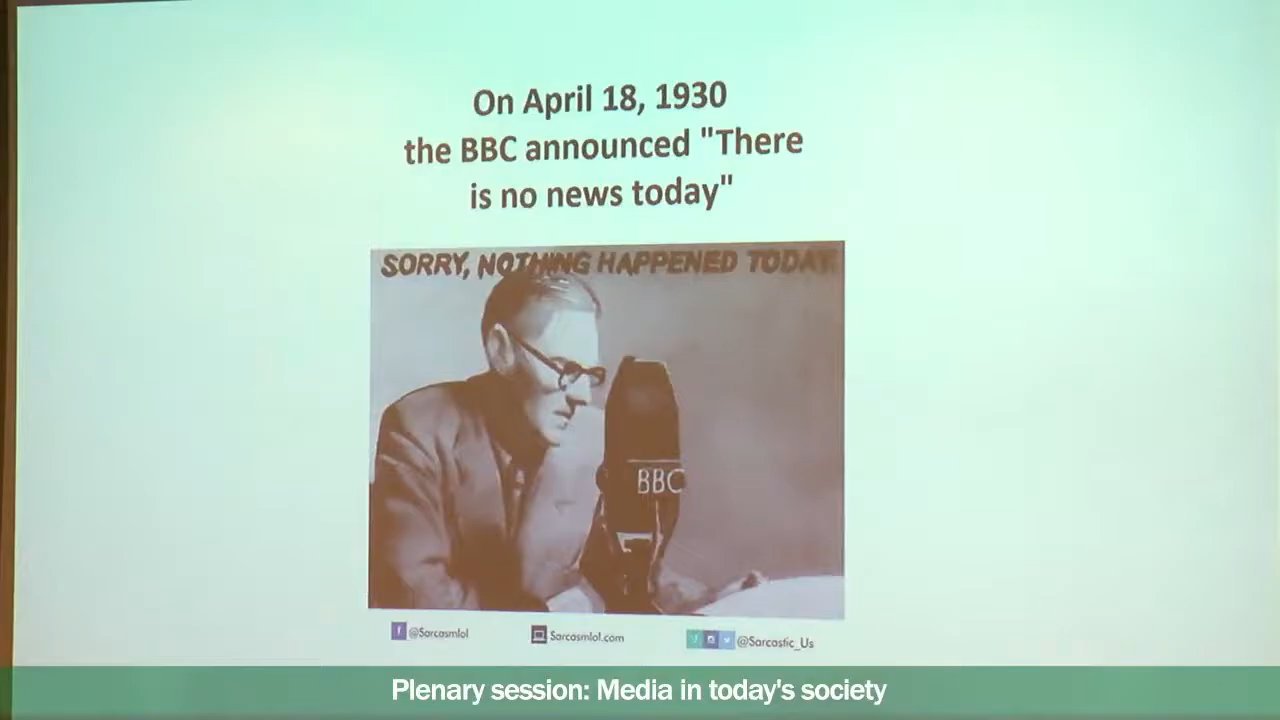 On April 18, 1930
the BBC announced "There
is no news today"
SORRY, NOTHING HAPPENED TODAY.
BBC
@Sarcasmlol
Sarcasmlol.com
@Sarcastic_Us
Plenary session: Media in today's society